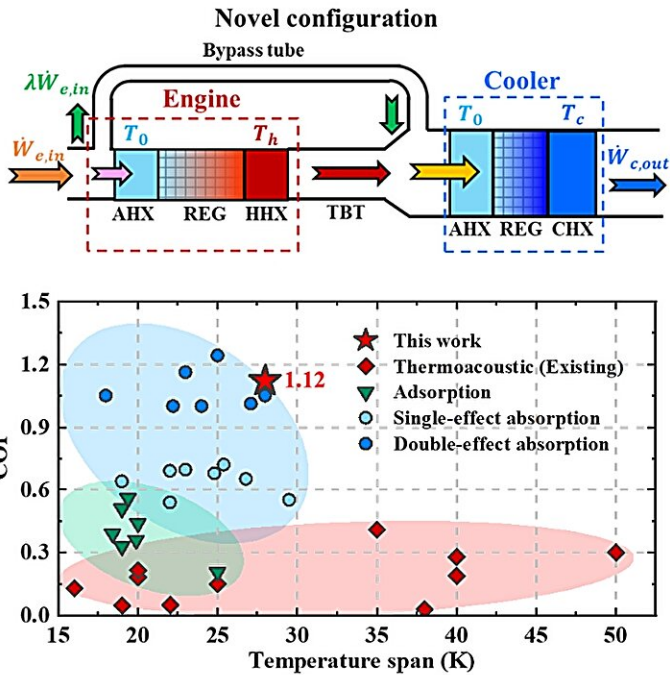 Novel configuration
Bypass tube
λẆe,in
Engine
Cooler
T0
Th
T0
Tc
Ẇe,in
Ẇc,out
AHX
REG
HHX
TBT
AHX
REG
CHX
1.5
1.2
0.9
0.6
0.3
0.0
COP
This work
1.12
Thermoacoustic (Existing)
Adsorption
Single-effect absorption
Double-effect absorption
15
20
25
30
35
40
45
50
Temperature span (K)